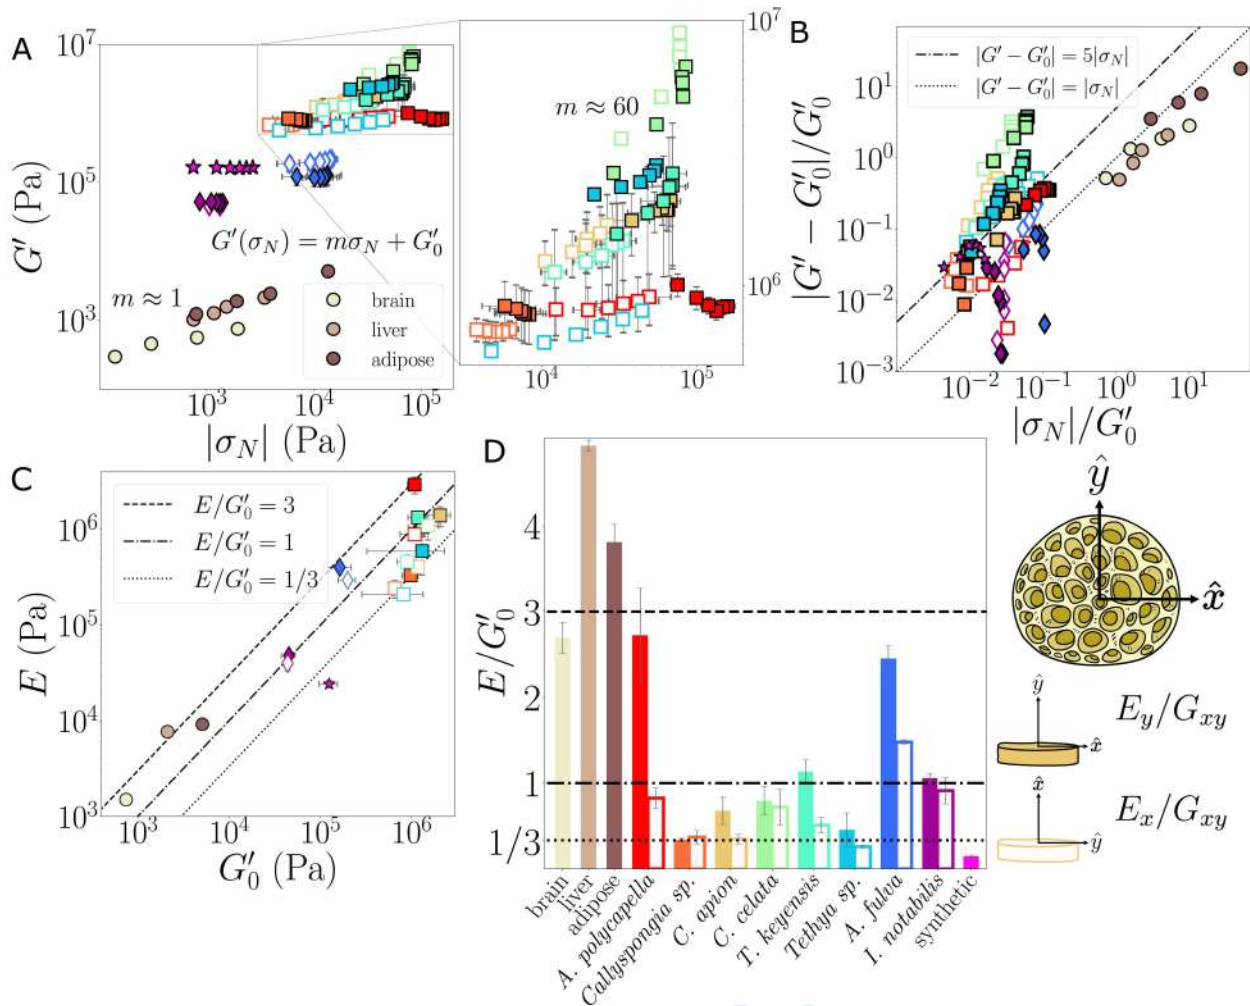 A
10^7
10^5
10^3
G' (Pa)
G'(σ_N) = mσ_N + G'_0
m ≈ 1
brain
liver
adipose
10^3
10^4
10^5
|σ_N| (Pa)
10^7
m ≈ 60
10^6
10^4
10^5
B
|G' − G'_0| = 5|σ_N|
|G' − G'_0| = |σ_N|
10^1
10^0
10^-1
10^-2
10^-3
|G' − G'_0|/G'_0
10^-2
10^-1
10^0
10^1
|σ_N|/G'_0
C
E/G'_0 = 3
E/G'_0 = 1
E/G'_0 = 1/3
10^6
10^5
10^4
10^3
E (Pa)
10^3
10^4
10^5
10^6
G'_0 (Pa)
D
4
3
2
1
1/3
E/G'_0
brain
liver
adipose
A. polycapella
Callyspongia sp.
C. apion
C. celata
T. keyensis
Tethya sp.
A. fulva
I. notabilis
synthetic
ŷ
x̂
ŷ
x̂
E_y/G_xy
x̂
ŷ
E_x/G_xy